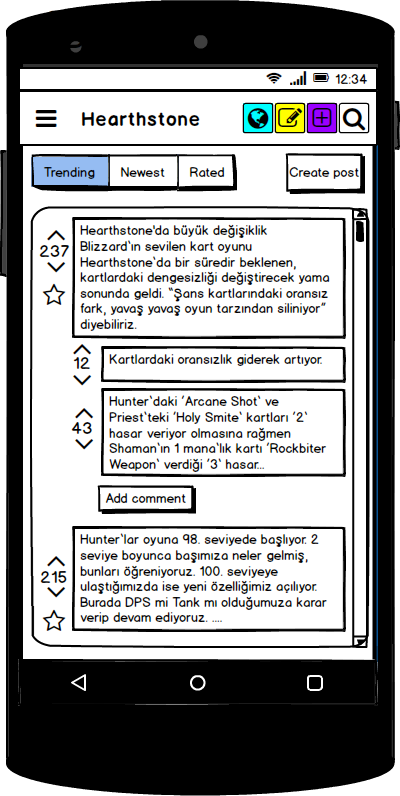 12:34
Hearthstone
Trending Newest Rated Create post
237
Hearthstone'da büyük değişiklik
Blizzard'ın sevilen kart oyunu
Hearthstone'da bir süredir beklenen,
kartlardaki dengesizliği değiştirecek yama
sonunda geldi. "Şans kartlarındaki oransız
fark, yavaş yavaş oyun tarzından siliniyor"
diyebiliriz.
12
Kartlardaki oransızlık giderek artıyor.
43
Hunter'daki 'Arcane Shot' ve
Priest'teki 'Holy Smite' kartları '2'
hasar veriyor olmasına rağmen
Shaman'ın 1 mana'lık kartı 'Rockbiter
Weapon' verdiği '3' hasar...
Add comment
215
Hunter'lar oyuna 98. seviyede başlıyor. 2
seviye boyunca başımıza neler gelmiş,
bunları öğreniyoruz. 100. seviyeye
ulaştığımızda ise yeni özelliğimiz açılıyor.
Burada DPS mi Tank mı olduğumuza karar
verip devam ediyoruz. ....